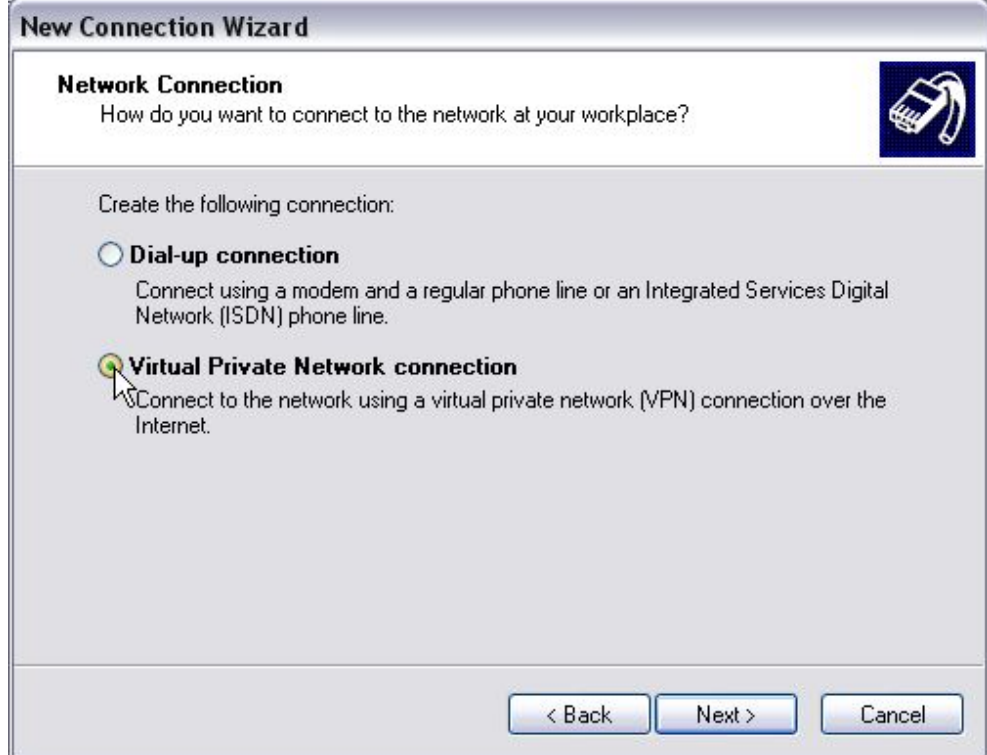 New Connection Wizard
Network Connection
How do you want to connect to the network at your workplace?
Create the following connection:
Dial-up connection
Connect using a modem and a regular phone line or an Integrated Services Digital
Network (ISDN) phone line.
Virtual Private Network connection
Connect to the network using a virtual private network (VPN) connection over the
Internet.
< Back
Next >
Cancel